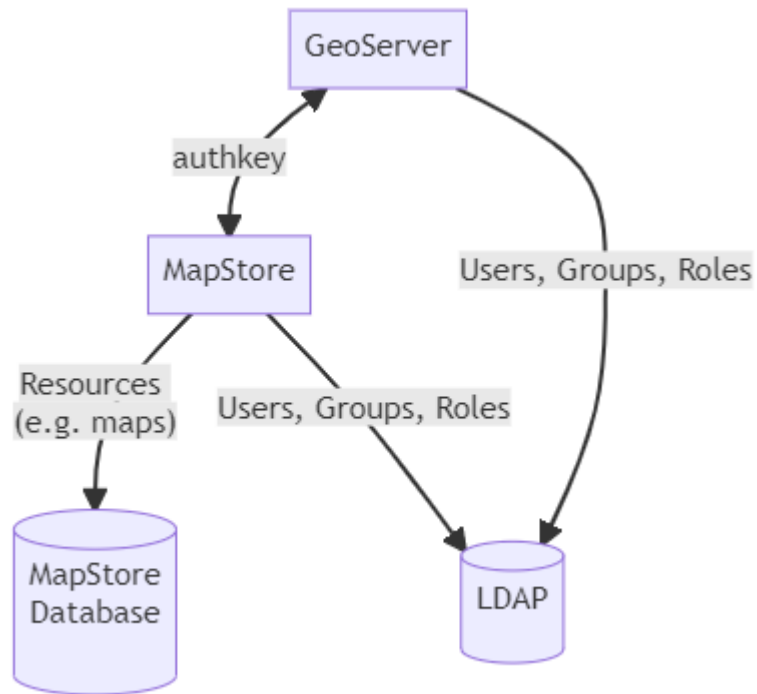 GeoServer
authkey
MapStore
Users, Groups, Roles
Resources
(e.g. maps)
Users, Groups, Roles
MapStore
Database
LDAP